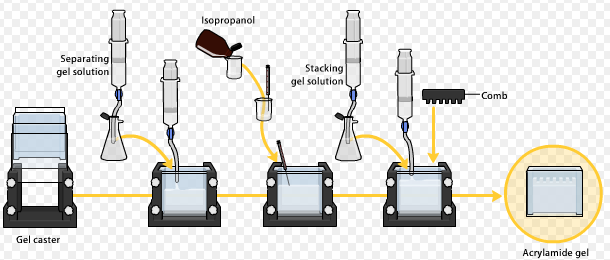 Isopropanol
Separating
gel solution
Stacking
gel solution
Comb
Gel caster
Acrylamide gel